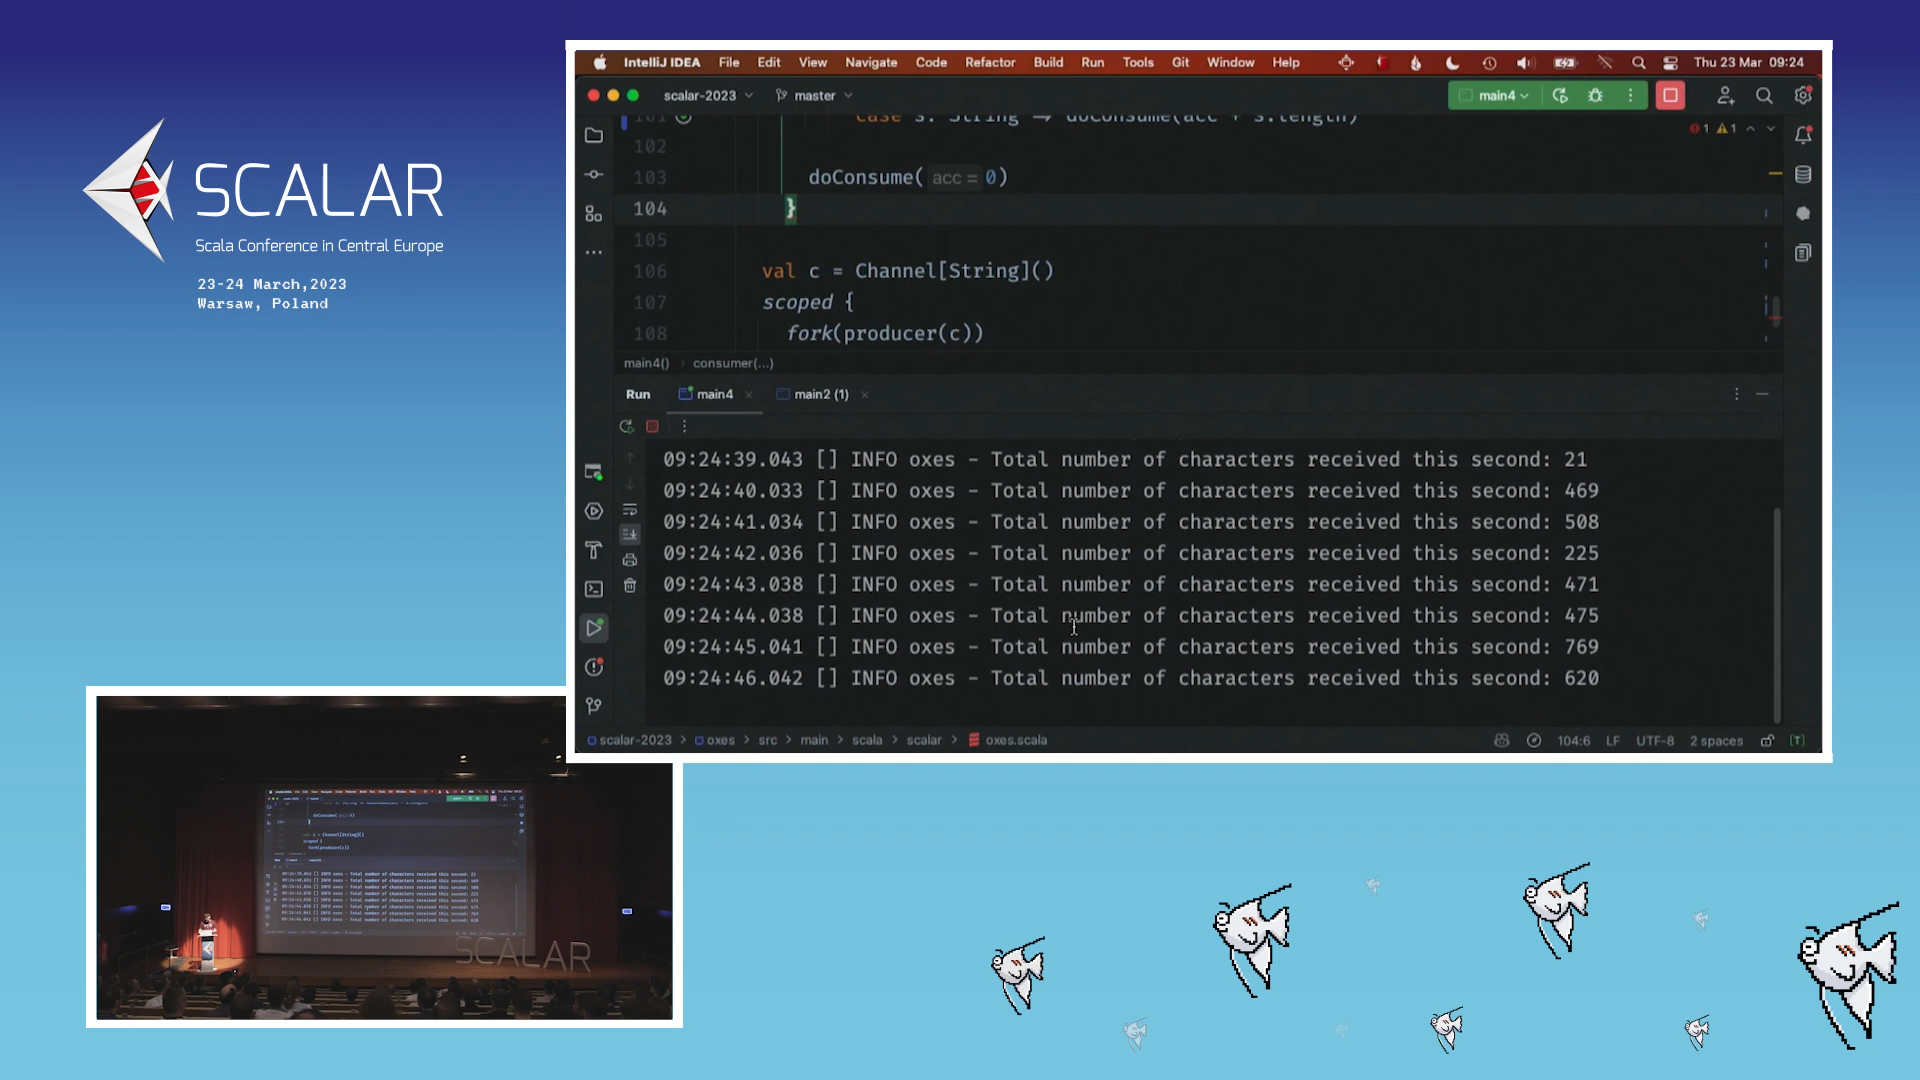 SCALAR
Scala Conference in Central Europe
23-24 March,2023
Warsaw, Poland
IntelliJ IDEA File Edit View Navigate Code Refactor Build Run Tools Git Window Help Thu 23 Mar 09:24
scalar-2023 master main4
101 case s: String ⇒ doConsume(acc + s.length) 1 1
102
103 doConsume( acc = 0)
104 }
105
106 val c = Channel[String]()
107 scoped {
108 fork(producer(c))
main4() consumer(...)
Run main4 × main2 (1) ×
09:24:39.043 [] INFO oxes - Total number of characters received this second: 21
09:24:40.033 [] INFO oxes - Total number of characters received this second: 469
09:24:41.034 [] INFO oxes - Total number of characters received this second: 508
09:24:42.036 [] INFO oxes - Total number of characters received this second: 225
09:24:43.038 [] INFO oxes - Total number of characters received this second: 471
09:24:44.038 [] INFO oxes - Total number of characters received this second: 475
09:24:45.041 [] INFO oxes - Total number of characters received this second: 769
09:24:46.042 [] INFO oxes - Total number of characters received this second: 620
scalar-2023 > oxes > src > main > scala > scalar > oxes.scala 104:6 LF UTF-8 2 spaces
SCALAR